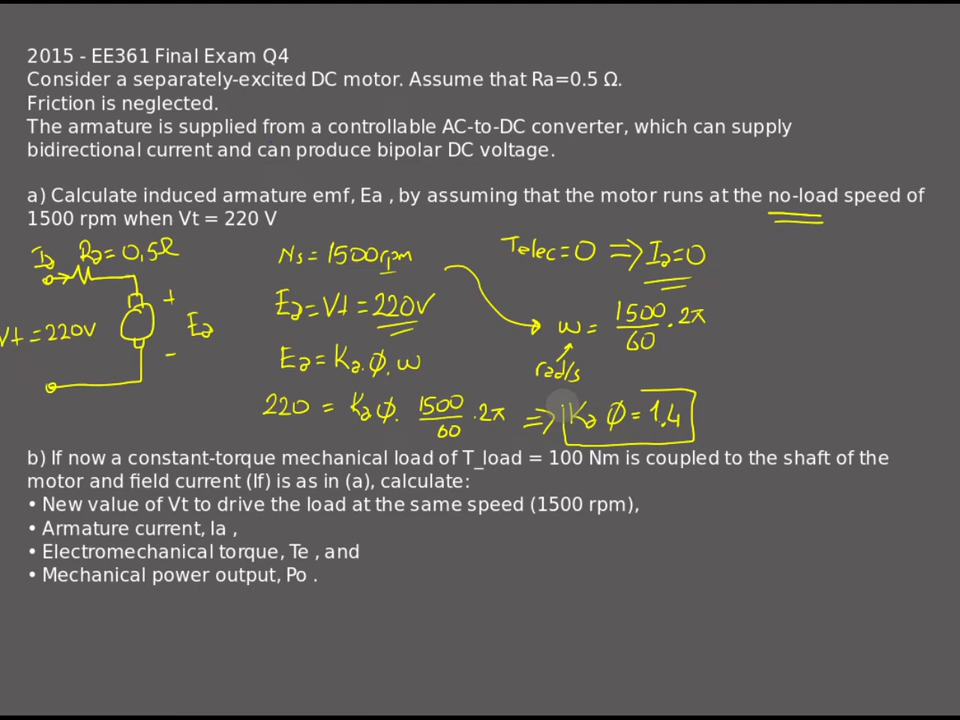 2015 - EE361 Final Exam Q4
Consider a separately-excited DC motor. Assume that Ra=0.5 Ω.
Friction is neglected.
The armature is supplied from a controllable AC-to-DC converter, which can supply
bidirectional current and can produce bipolar DC voltage.
a) Calculate induced armature emf, Ea , by assuming that the motor runs at the no-load speed of
1500 rpm when Vt = 220 V
Ia Ra = 0,5Ω
Vt = 220V
+
Ea
-
Ns = 1500rpm
Ea = Vt = 220V
Ea = Ka.ϕ.w
220 = Kaϕ. 1500/60 .2π ⇒ Ka ϕ = 1.4
Telec = 0 ⇒ Ia = 0
w = 1500/60 . 2π
rad/s
b) If now a constant-torque mechanical load of T_load = 100 Nm is coupled to the shaft of the
motor and field current (If) is as in (a), calculate:
• New value of Vt to drive the load at the same speed (1500 rpm),
• Armature current, Ia ,
• Electromechanical torque, Te , and
• Mechanical power output, Po .